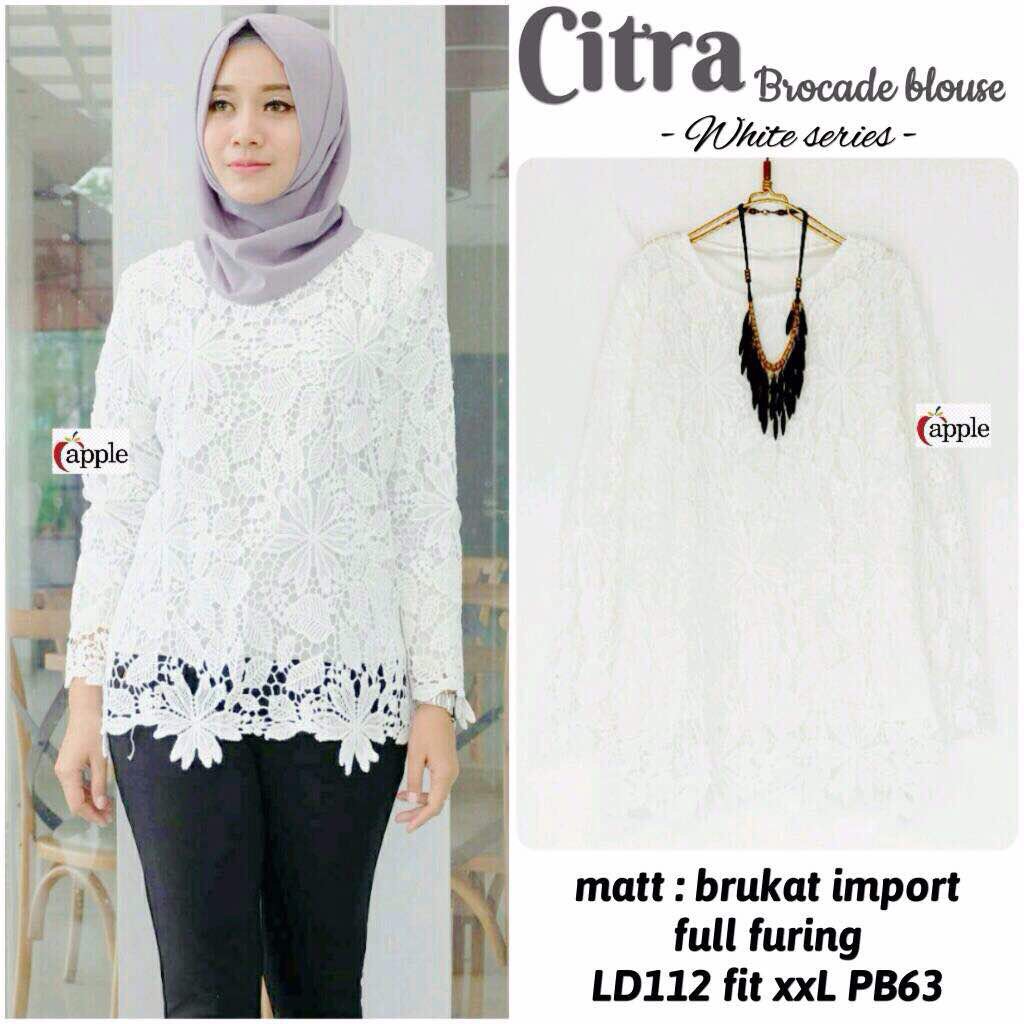 Citra
Brocade blouse
- White series -
apple
apple
matt : brukat import
full furing
LD112 fit xxL PB63